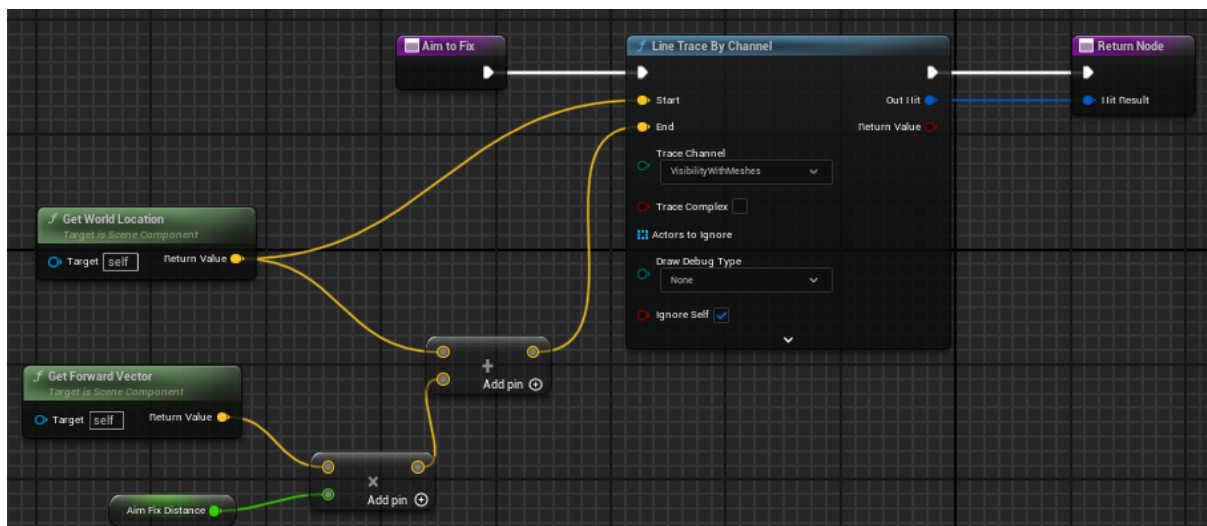 Aim to Fix
f Line Trace By Channel
Return Node
Start
Out Hit
Hit Result
End
Return Value
Trace Channel
VisibilityWithMeshes
Trace Complex
Actors to Ignore
Draw Debug Type
None
Ignore Self
f Get World Location
Target is Scene Component
Target self
Return Value
+
Add pin
f Get Forward Vector
Target is Scene Component
Target self
Return Value
×
Add pin
Aim Fix Distance